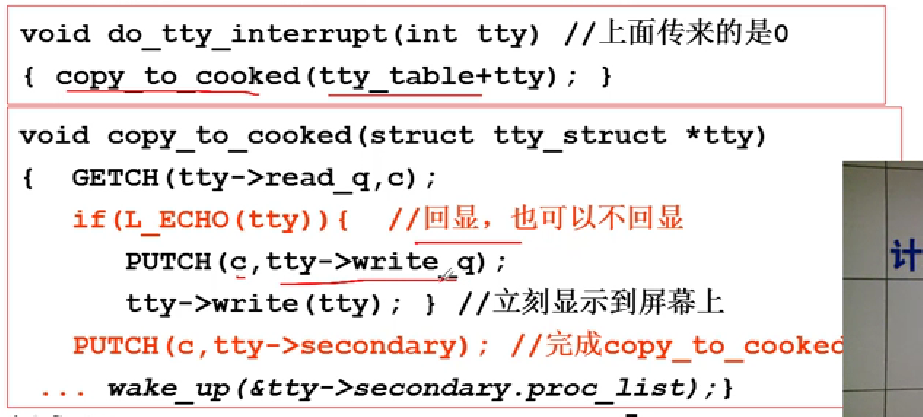 void do_tty_interrupt(int tty) //上面传来的是0
{ copy_to_cooked(tty_table+tty); }
void copy_to_cooked(struct tty_struct *tty)
{ GETCH(tty->read_q,c);
if(L_ECHO(tty)){ //回显，也可以不回显
PUTCH(c,tty->write_q);
tty->write(tty); } //立刻显示到屏幕上
PUTCH(c,tty->secondary); //完成copy_to_cooked
... wake_up(&tty->secondary.proc_list);}
计